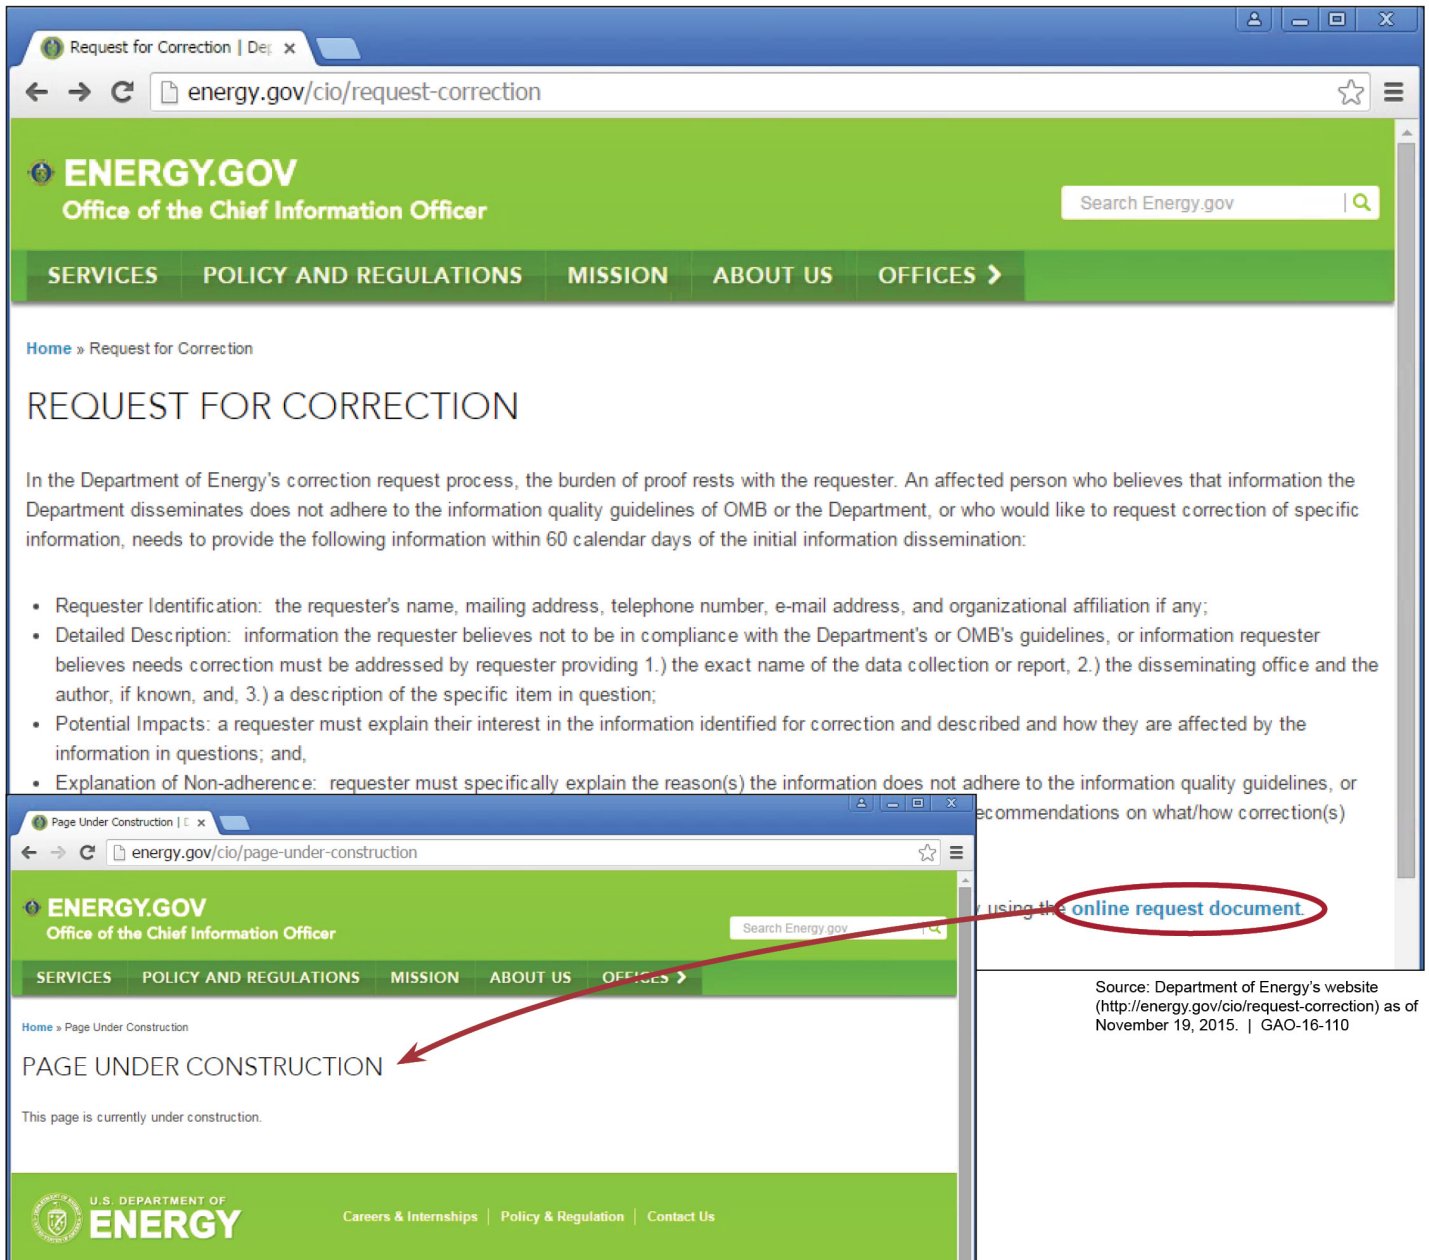 Request for Correction | Dep
energy.gov/cio/request-correction
ENERGY.GOV
Office of the Chief Information Officer
Search Energy.gov
SERVICES POLICY AND REGULATIONS MISSION ABOUT US OFFICES
Home » Request for Correction
REQUEST FOR CORRECTION
In the Department of Energy's correction request process, the burden of proof rests with the requester. An affected person who believes that information the
Department disseminates does not adhere to the information quality guidelines of OMB or the Department, or who would like to request correction of specific
information, needs to provide the following information within 60 calendar days of the initial information dissemination:
• Requester Identification: the requester's name, mailing address, telephone number, e-mail address, and organizational affiliation if any;
• Detailed Description: information the requester believes not to be in compliance with the Department's or OMB's guidelines, or information requester
believes needs correction must be addressed by requester providing 1.) the exact name of the data collection or report, 2.) the disseminating office and the
author, if known, and, 3.) a description of the specific item in question;
• Potential Impacts: a requester must explain their interest in the information identified for correction and described and how they are affected by the
information in questions; and,
• Explanation of Non-adherence: requester must specifically explain the reason(s) the information does not adhere to the information quality guidelines, or
ecommendations on what/how correction(s)
using the online request document.
Page Under Construction |
energy.gov/cio/page-under-construction
ENERGY.GOV
Office of the Chief Information Officer
Search Energy.gov
SERVICES POLICY AND REGULATIONS MISSION ABOUT US OFFICES
Home » Page Under Construction
PAGE UNDER CONSTRUCTION
This page is currently under construction.
U.S. DEPARTMENT OF
ENERGY
Careers & Internships | Policy & Regulation | Contact Us
Source: Department of Energy's website
(http://energy.gov/cio/request-correction) as of
November 19, 2015. | GAO-16-110